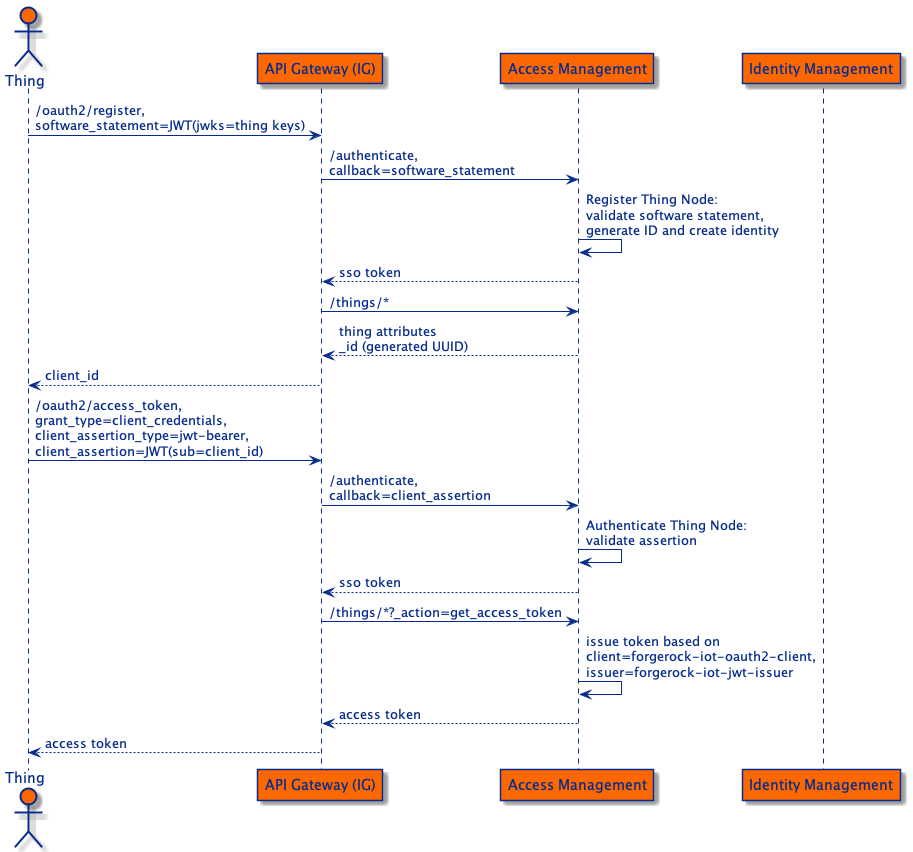 Thing
API Gateway (IG)
Access Management
Identity Management
/oauth2/register,
software_statement=JWT(jwks=thing keys)
/authenticate,
callback=software_statement
Register Thing Node:
validate software statement,
generate ID and create identity
sso token
/things/*
thing attributes
_id (generated UUID)
client_id
/oauth2/access_token,
grant_type=client_credentials,
client_assertion_type=jwt-bearer,
client_assertion=JWT(sub=client_id)
/authenticate,
callback=client_assertion
Authenticate Thing Node:
validate assertion
sso token
/things/*?_action=get_access_token
issue token based on
client=forgerock-iot-oauth2-client,
issuer=forgerock-iot-jwt-issuer
access token
access token
Thing
API Gateway (IG)
Access Management
Identity Management